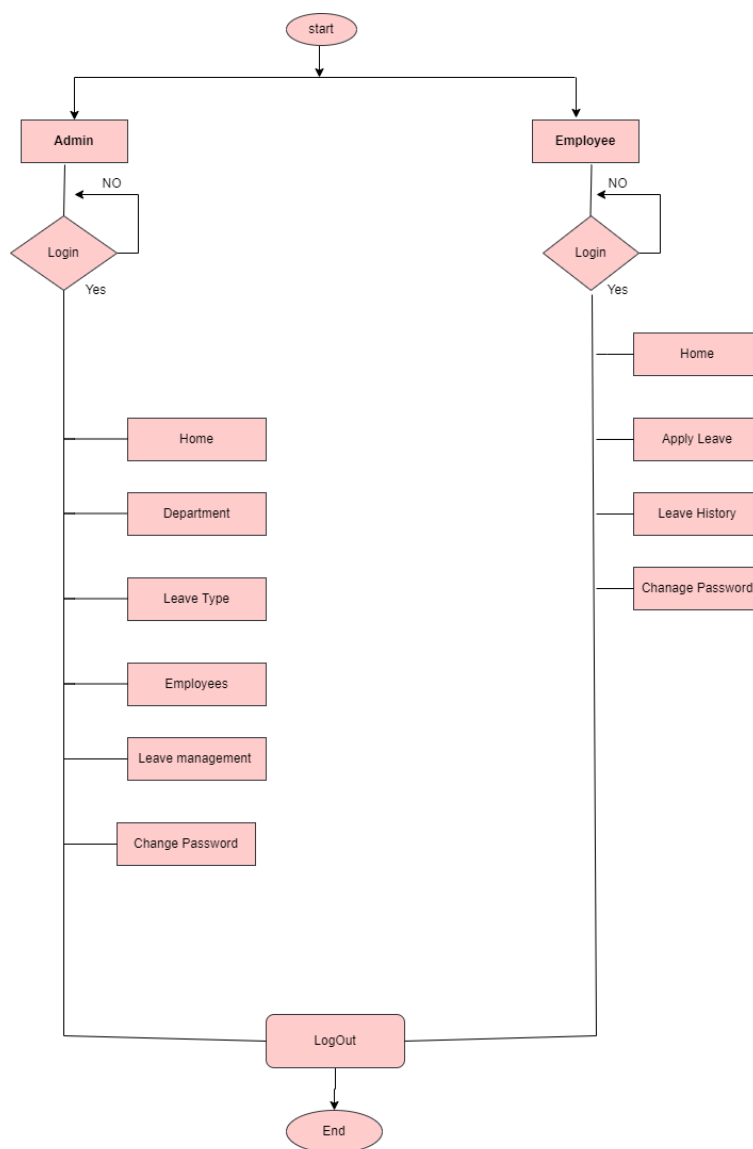 start
Admin
Employee
NO
NO
Login
Login
Yes
Yes
Home
Apply Leave
Leave History
Chanage Password
Home
Department
Leave Type
Employees
Leave management
Change Password
LogOut
End